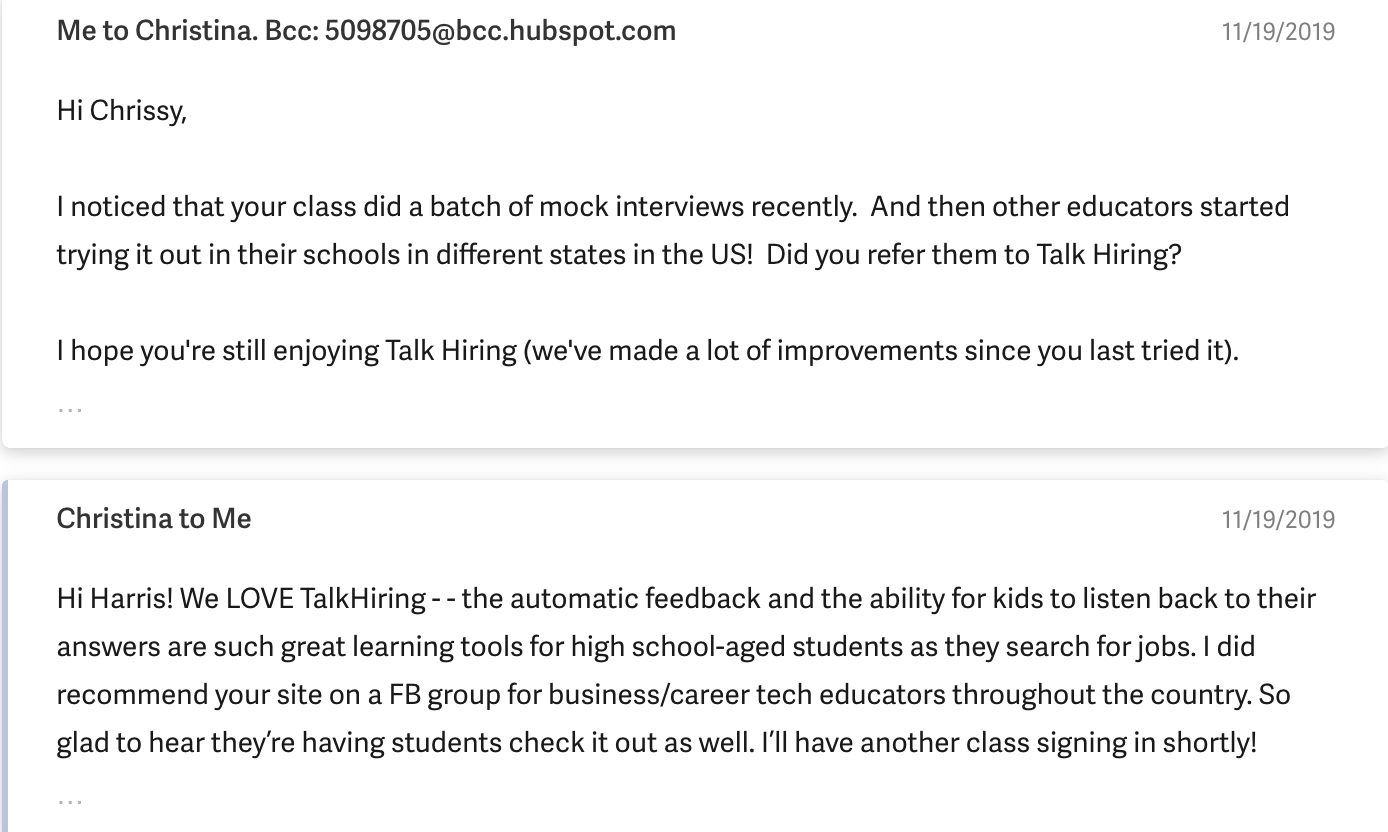 Me to Christina. Bcc: 5098705@bcc.hubspot.com
11/19/2019
Hi Chrissy,
I noticed that your class did a batch of mock interviews recently.  And then other educators started
trying it out in their schools in different states in the US!  Did you refer them to Talk Hiring?
I hope you're still enjoying Talk Hiring (we've made a lot of improvements since you last tried it).
...
Christina to Me
11/19/2019
Hi Harris! We LOVE TalkHiring - - the automatic feedback and the ability for kids to listen back to their
answers are such great learning tools for high school-aged students as they search for jobs. I did
recommend your site on a FB group for business/career tech educators throughout the country. So
glad to hear they’re having students check it out as well. I’ll have another class signing in shortly!
...